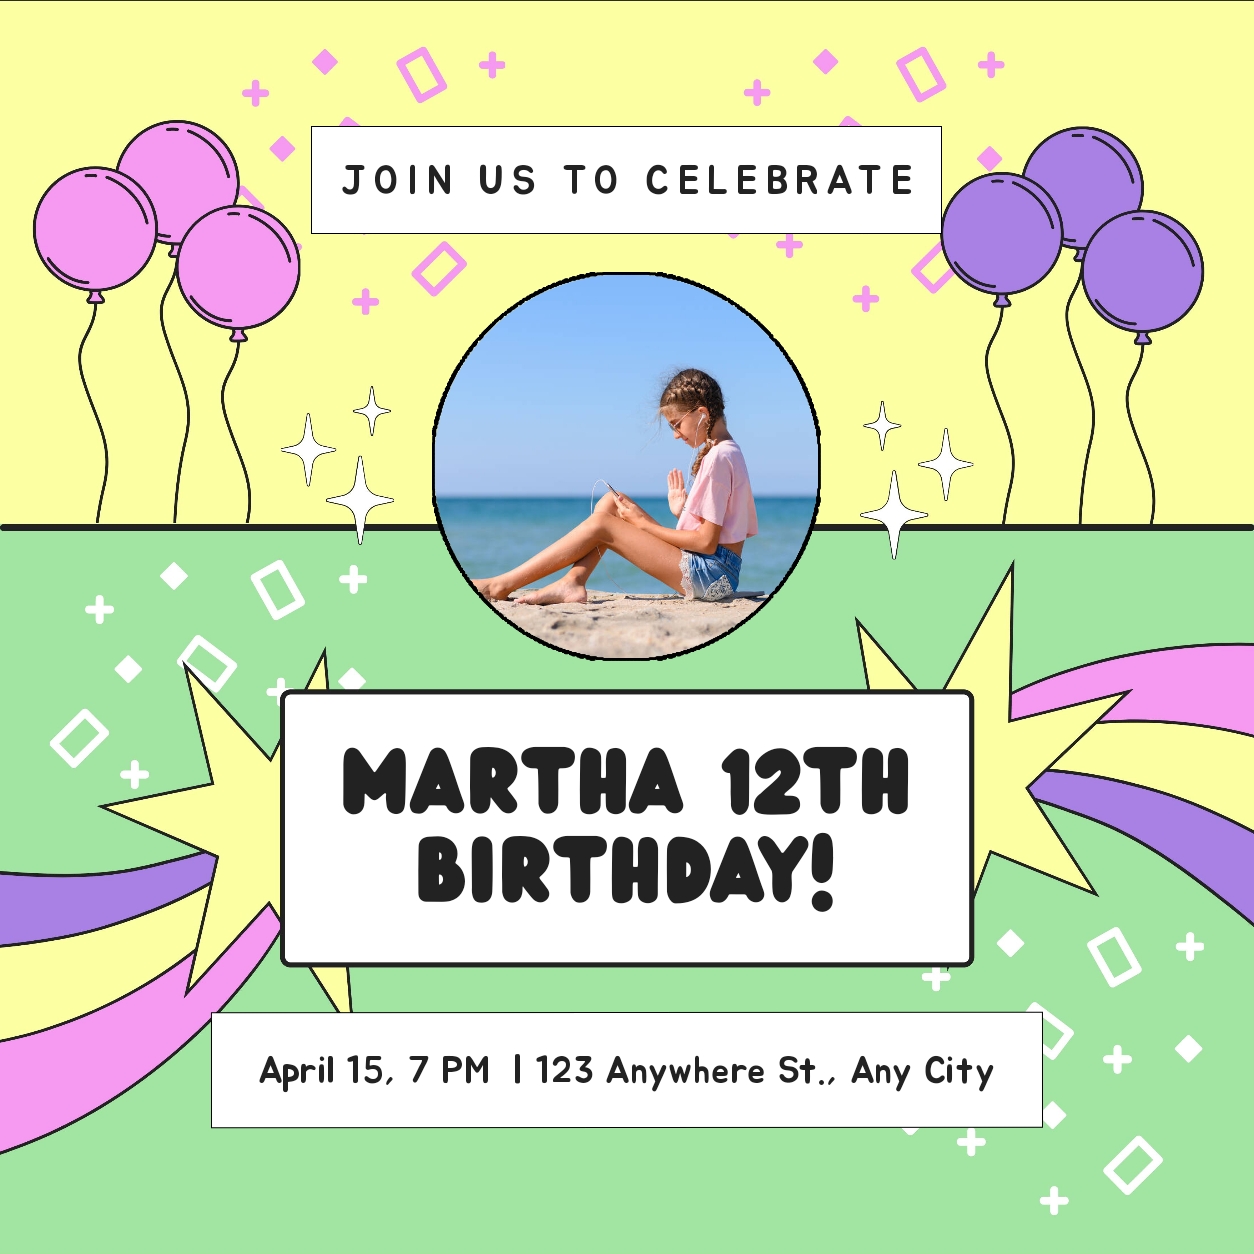 JOIN US TO CELEBRATE
MARTHA 12TH
BIRTHDAY!
April 15, 7 PM | 123 Anywhere St., Any City